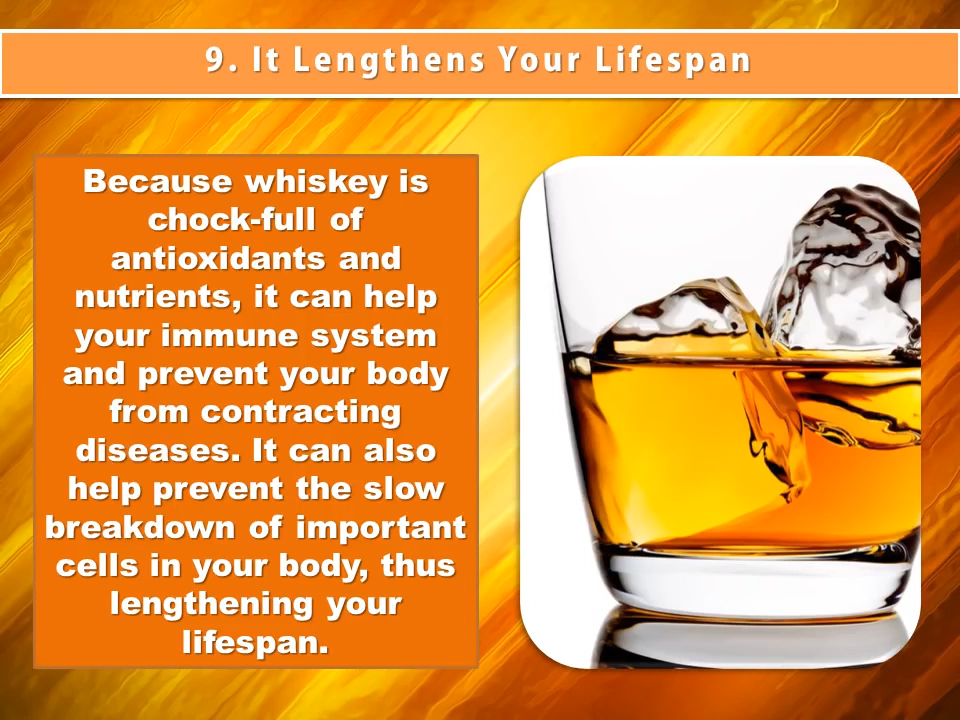 9. It Lengthens Your Lifespan
Because whiskey is
chock-full of
antioxidants and
nutrients, it can help
your immune system
and prevent your body
from contracting
diseases. It can also
help prevent the slow
breakdown of important
cells in your body, thus
lengthening your
lifespan.